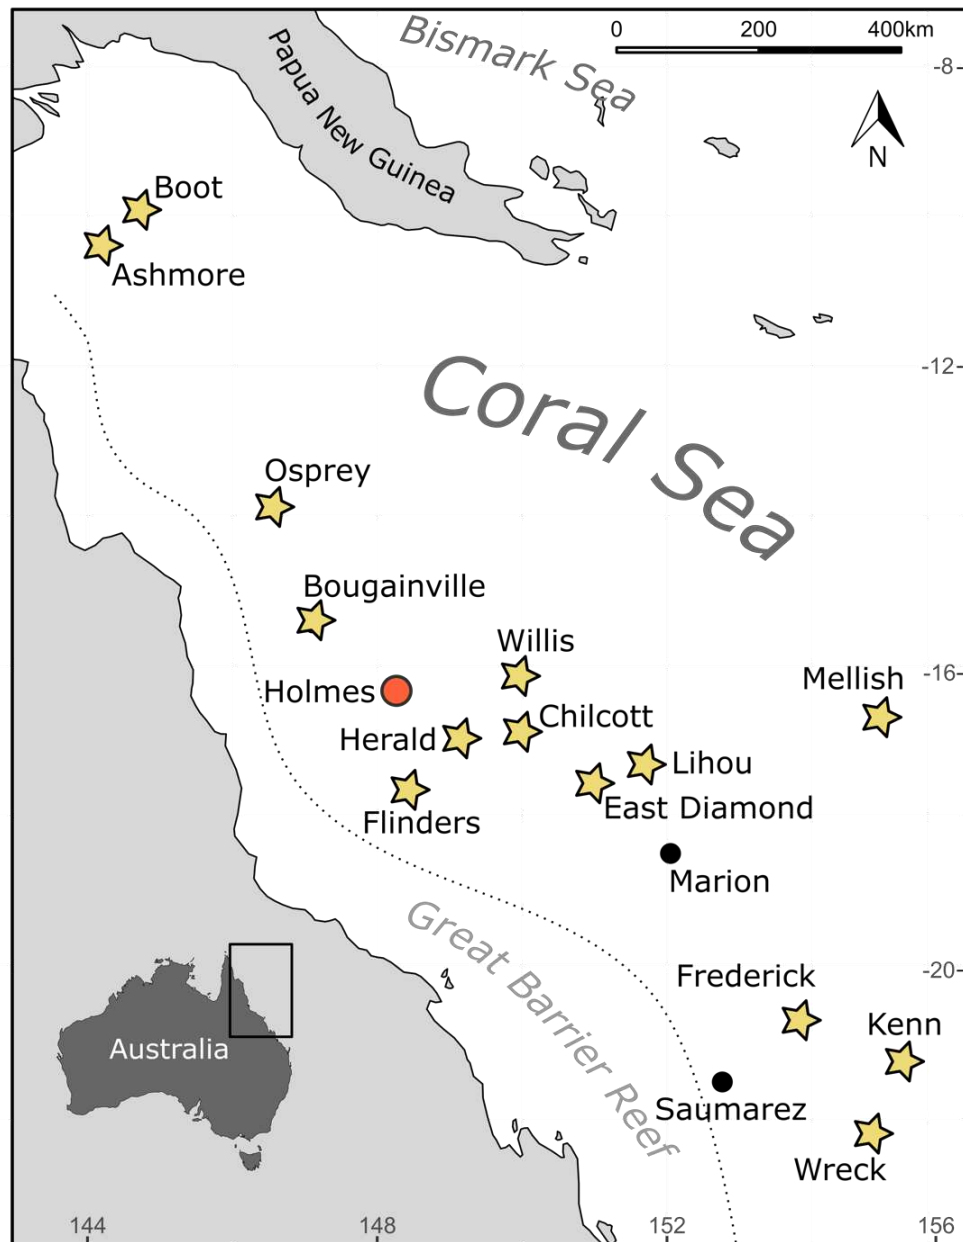 Bismark Sea
0 200 400km
-8
Papua New Guinea
N
Boot
Ashmore
-12
Coral Sea
Osprey
Bougainville
Willis
-16
Mellish
Holmes
Chilcott
Herald
Lihou
East Diamond
Flinders
Marion
Great Barrier Reef
-20
Frederick
Kenn
Australia
Saumarez
Wreck
144 148 152 156